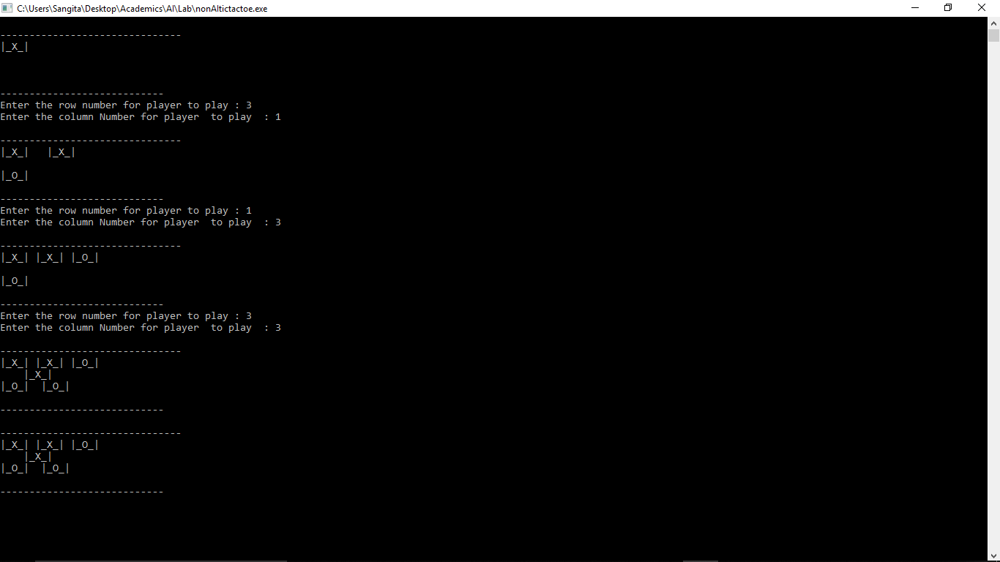 C:\Users\Sangita\Desktop\Academics\AI\Lab\nonAItictactoe.exe
-------------------------------
|_X_|
----------------------------
Enter the row number for player to play : 3
Enter the column Number for player  to play  : 1
-------------------------------
|_X_|   |_X_|
|_O_|
----------------------------
Enter the row number for player to play : 1
Enter the column Number for player  to play  : 3
-------------------------------
|_X_| |_X_| |_O_|
|_O_|
----------------------------
Enter the row number for player to play : 3
Enter the column Number for player  to play  : 3
-------------------------------
|_X_| |_X_| |_O_|
    |_X_|
|_O_|  |_O_|
----------------------------
-------------------------------
|_X_| |_X_| |_O_|
    |_X_|
|_O_|  |_O_|
----------------------------